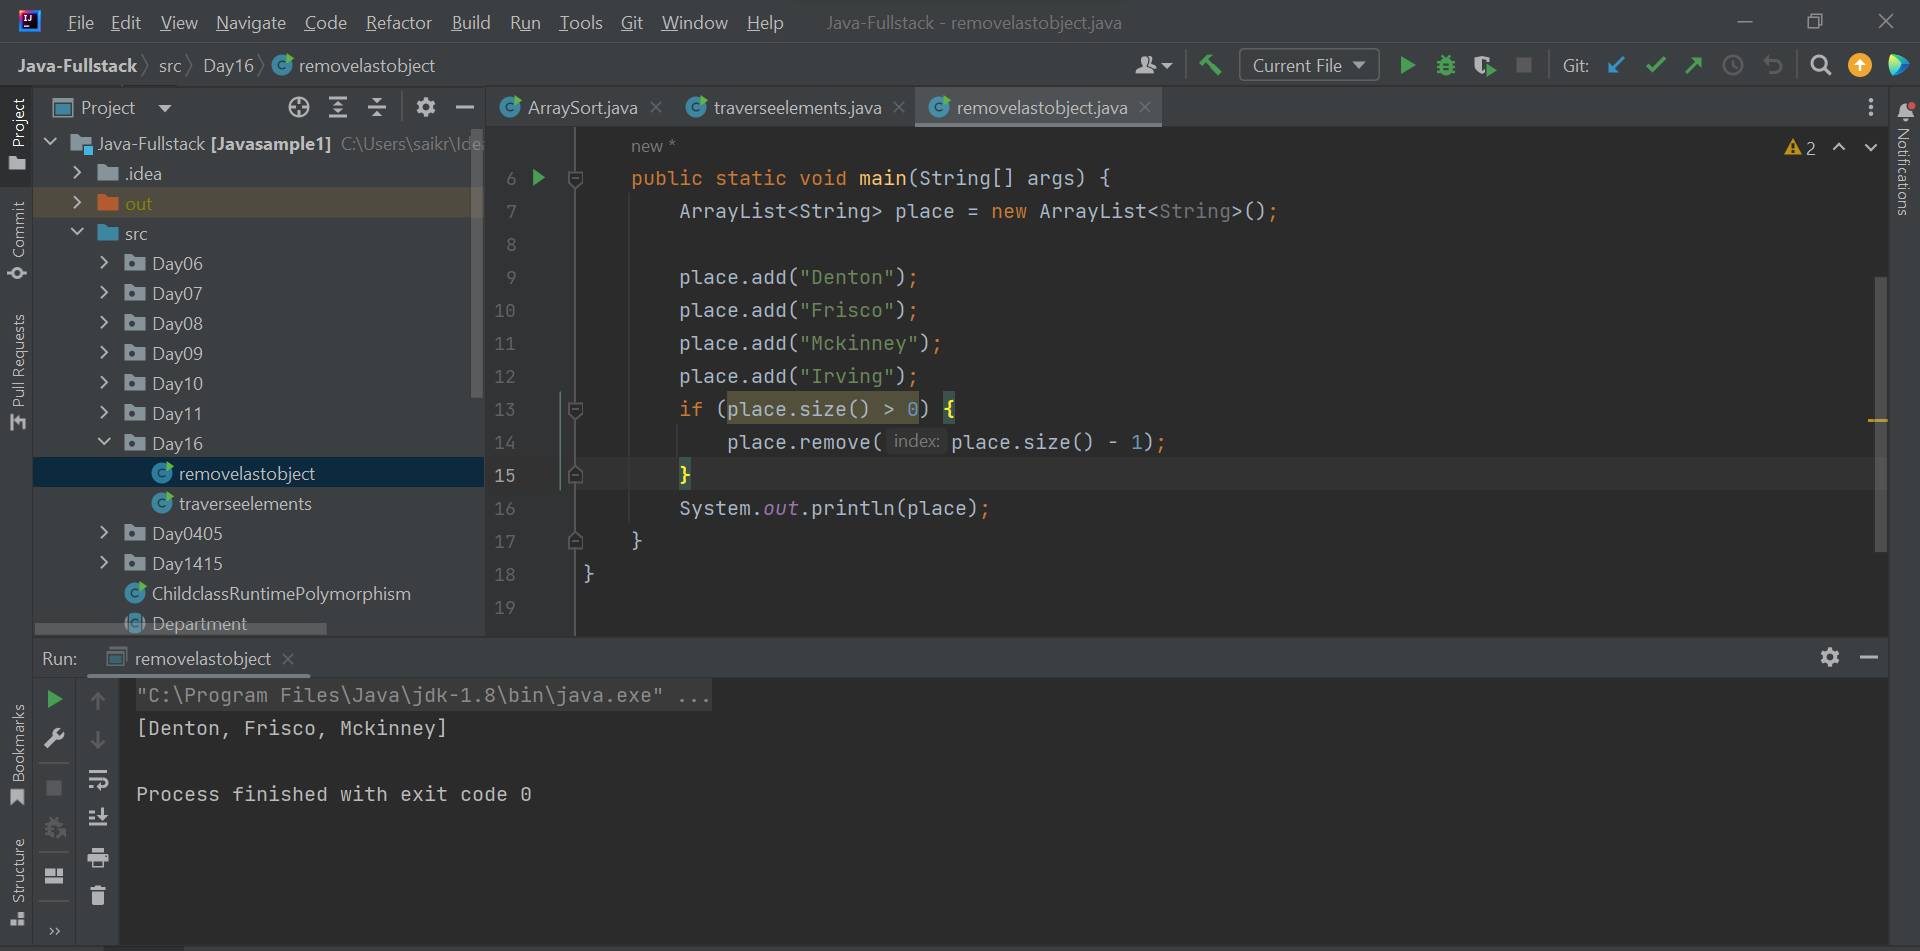 File Edit View Navigate Code Refactor Build Run Tools Git Window Help Java-Fullstack - removelastobject.java
Java-Fullstack src Day16 removelastobject Current File Git:
Project
Commit
Pull Requests
Bookmarks
Structure
Project
Java-Fullstack [Javasample1] C:\Users\saikr\Idea
.idea
out
src
Day06
Day07
Day08
Day09
Day10
Day11
Day16
removelastobject
traverseelements
Day0405
Day1415
ChildclassRuntimePolymorphism
Department
ArraySort.java traverseelements.java removelastobject.java
new *
2
6 public static void main(String[] args) {
7 ArrayList<String> place = new ArrayList<String>();
8
9 place.add("Denton");
10 place.add("Frisco");
11 place.add("Mckinney");
12 place.add("Irving");
13 if (place.size() > 0) {
14 place.remove( index: place.size() - 1);
15 }
16 System.out.println(place);
17 }
18 }
19
Notifications
Run: removelastobject
"C:\Program Files\Java\jdk-1.8\bin\java.exe" ...
[Denton, Frisco, Mckinney]
Process finished with exit code 0